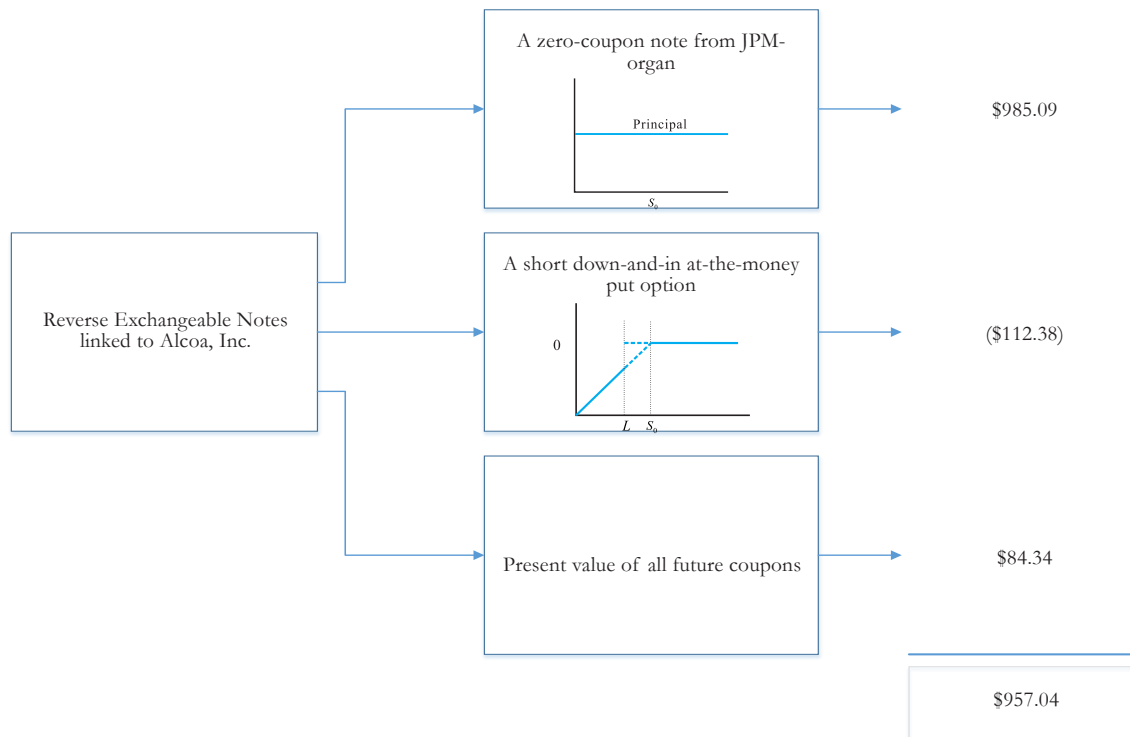 A zero-coupon note from JPM-
organ
Principal
S₀
$985.09
Reverse Exchangeable Notes
linked to Alcoa, Inc.
A short down-and-in at-the-money
put option
0
L S₀
($112.38)
Present value of all future coupons
$84.34
$957.04